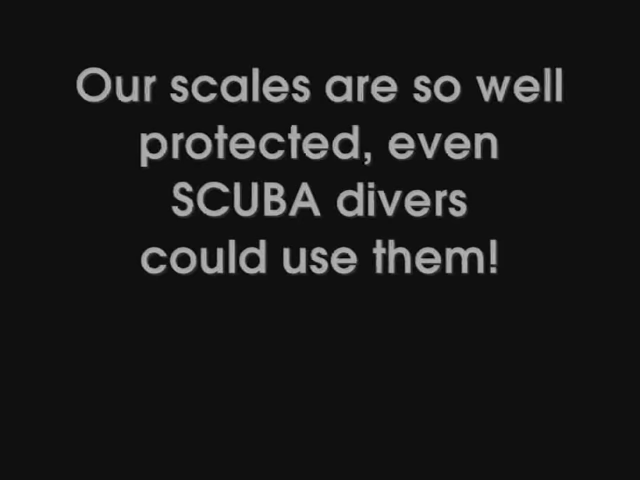 Our scales are so well
protected, even
SCUBA divers
could use them!